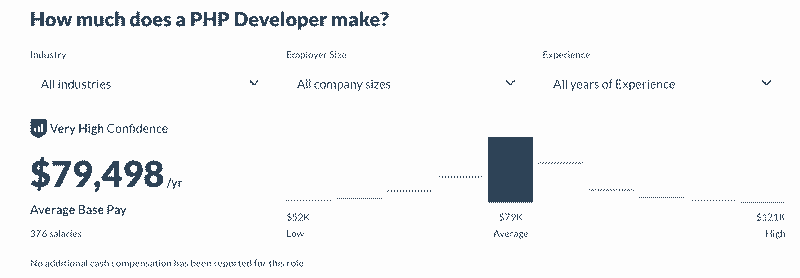 How much does a PHP Developer make?
Industry Employer Size Experience
All industries All company sizes All years of Experience
Very High Confidence
$79,498 /yr
Average Base Pay
376 salaries
$52K $79K $121K
Low Average High
No additional cash compensation has been reported for this role